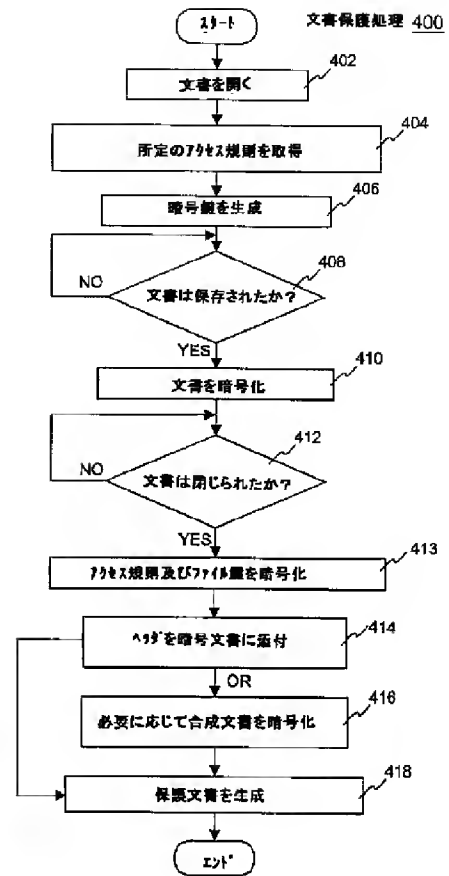 文書保護処理 400
ｽﾀｰﾄ
402
文書を開く
404
所定のｱｸｾｽ規則を取得
406
暗号鍵を生成
408
文書は保存されたか?
NO
YES
410
文書を暗号化
412
文書は閉じられたか?
NO
YES
413
ｱｸｾｽ規則及びファイル鍵を暗号化
414
ﾍｯﾀﾞを暗号文書に添付
OR
416
必要に応じて合成文書を暗号化
418
保護文書を生成
ｴﾝﾄﾞ